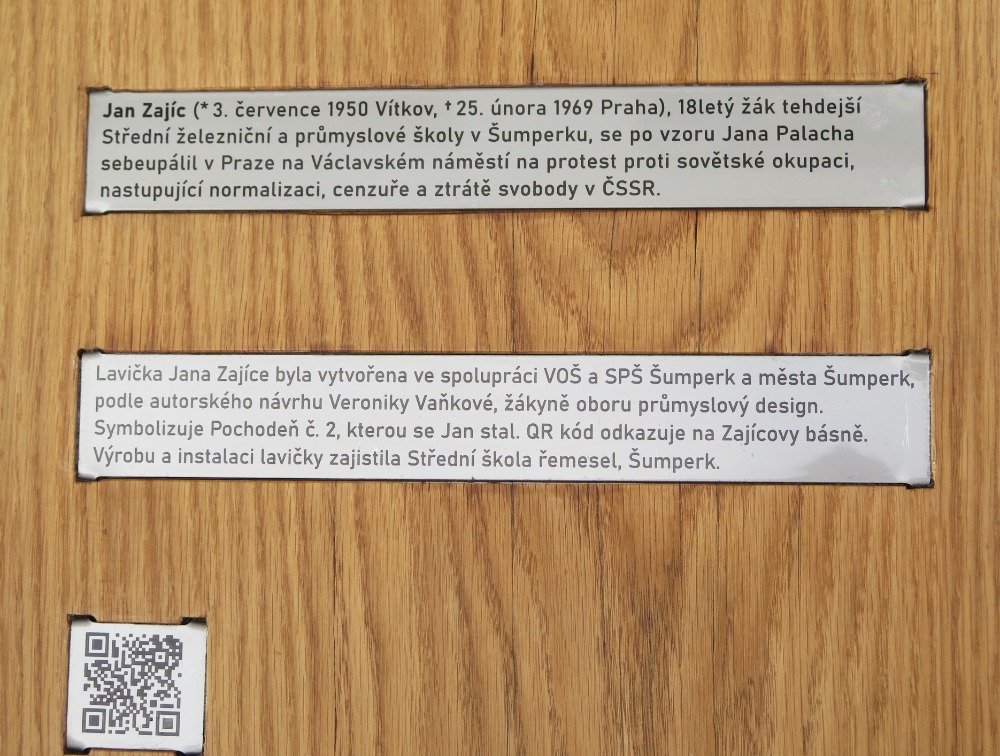 Jan Zajíc (* 3. července 1950 Vítkov, † 25. února 1969 Praha), 18letý žák tehdejší
Střední železniční a průmyslové školy v Šumperku, se po vzoru Jana Palacha
sebeupálil v Praze na Václavském náměstí na protest proti sovětské okupaci,
nastupující normalizaci, cenzuře a ztrátě svobody v ČSSR.
Lavička Jana Zajíce byla vytvořena ve spolupráci VOŠ a SPŠ Šumperk a města Šumperk,
podle autorského návrhu Veroniky Vaňkové, žákyně oboru průmyslový design.
Symbolizuje Pochodeň č. 2, kterou se Jan stal. QR kód odkazuje na Zajícovy básně.
Výrobu a instalaci lavičky zajistila Střední škola řemesel, Šumperk.